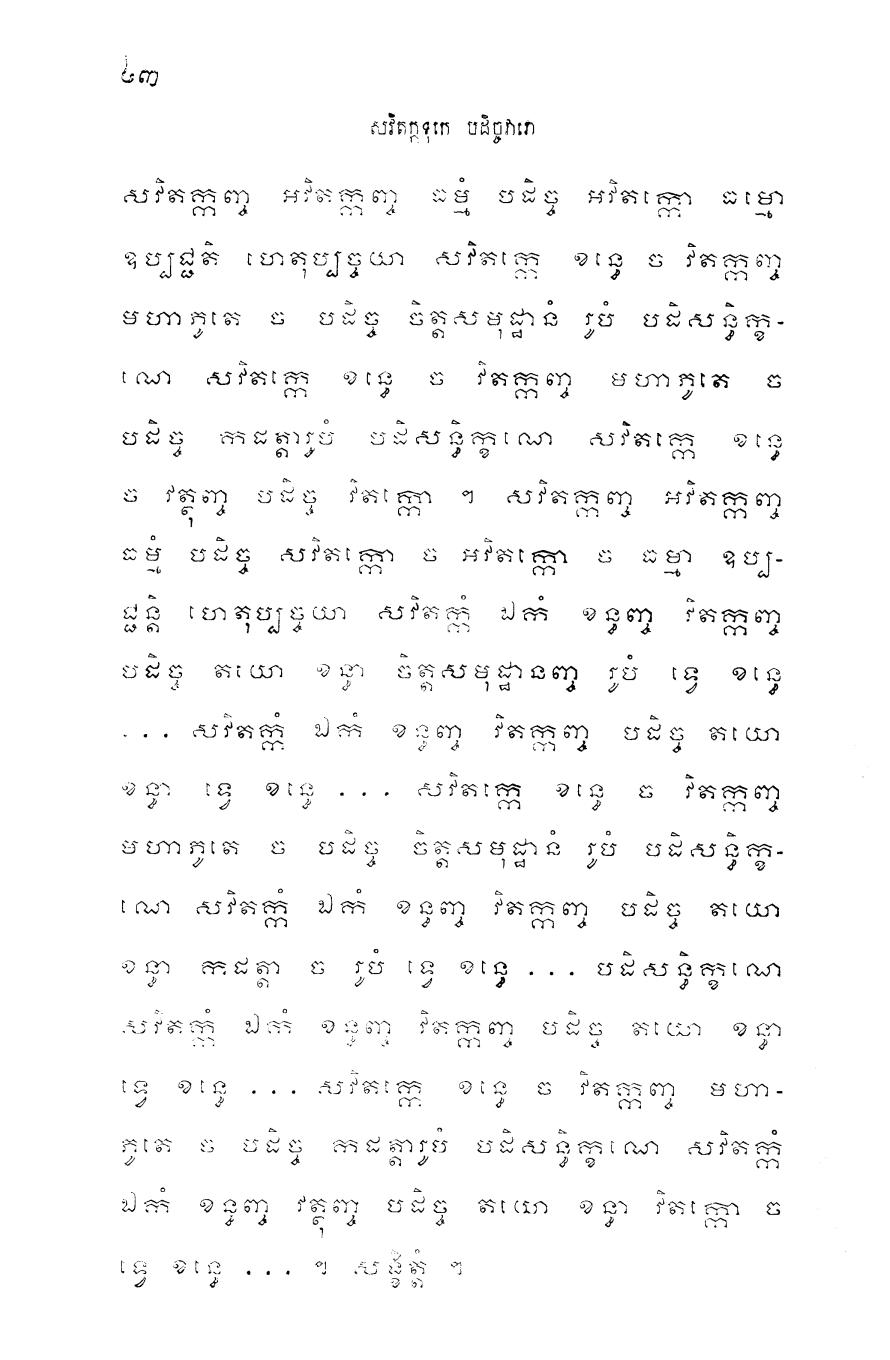 ៤៣
សវិតក្កទុកេ បដិច្ចវារោ
សវិតក្កញ្ច អវិតក្កញ្ច ធម្មំ បដិច្ច អវិតក្កោ ធម្មោ
ឧប្បជ្ជតិ ហេតុប្បច្ចយា សវិតក្កេ ខន្ធេ ច វិតក្កញ្ច
មហាភូតេ ច បដិច្ច ចិត្តសមុដ្ឋានំ រូបំ បដិសន្ធិក្ខ-
ណេ សវិតក្កេ ខន្ធេ ច វិតក្កញ្ច មហាភូតេ ច
បដិច្ច កដត្តារូបំ បដិសន្ធិក្ខណេ សវិតក្កេ ខន្ធេ
ច វត្ថុញ្ច បដិច្ច វិតក្កោ ។ សវិតក្កញ្ច អវិតក្កញ្ច
ធម្មំ បដិច្ច សវិតក្កោ ច អវិតក្កោ ច ធម្មា ឧប្ប-
ជ្ជន្តិ ហេតុប្បច្ចយា សវិតក្កំ ឯកំ ខន្ធញ្ច វិតក្កញ្ច
បដិច្ច តយោ ខន្ធា ចិត្តសមុដ្ឋានញ្ច រូបំ ទ្វេ ខន្ធេ
... សវិតក្កំ ឯកំ ខន្ធញ្ច វិតក្កញ្ច បដិច្ច តយោ
ខន្ធា ទ្វេ ខន្ធេ ... សវិតក្កេ ខន្ធេ ច វិតក្កញ្ច
មហាភូតេ ច បដិច្ច ចិត្តសមុដ្ឋានំ រូបំ បដិសន្ធិក្ខ-
ណេ សវិតក្កំ ឯកំ ខន្ធញ្ច វិតក្កញ្ច បដិច្ច តយោ
ខន្ធា កដត្តា ច រូបំ ទ្វេ ខន្ធេ ... បដិសន្ធិក្ខណេ
សវិតក្កំ ឯកំ ខន្ធញ្ច វិតក្កញ្ច បដិច្ច តយោ ខន្ធា
ទ្វេ ខន្ធេ ... សវិតក្កេ ខន្ធេ ច វិតក្កញ្ច មហា-
ភូតេ ច បដិច្ច កដត្តារូបំ បដិសន្ធិក្ខណេ សវិតក្កំ
ឯកំ ខន្ធញ្ច វត្ថុញ្ច បដិច្ច តយោ ខន្ធា វិតក្កោ ច
ទ្វេ ខន្ធេ ... ។ សង្ខិត្តំ ។